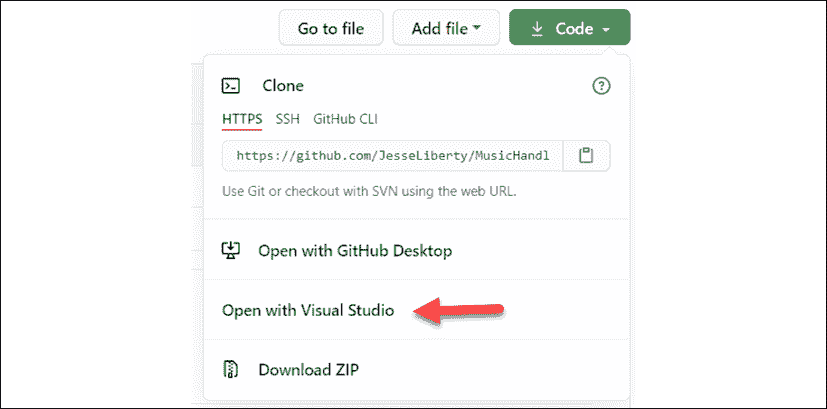 Go to file
Add file
Code
Clone
HTTPS SSH GitHub CLI
https://github.com/JesseLiberty/MusicHandl
Use Git or checkout with SVN using the web URL.
Open with GitHub Desktop
Open with Visual Studio
Download ZIP